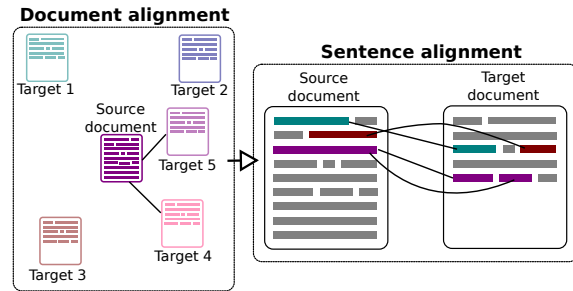 Document alignment
Target 1
Target 2
Source
document
Target 5
Target 3
Target 4
Sentence alignment
Source
document
Target
document